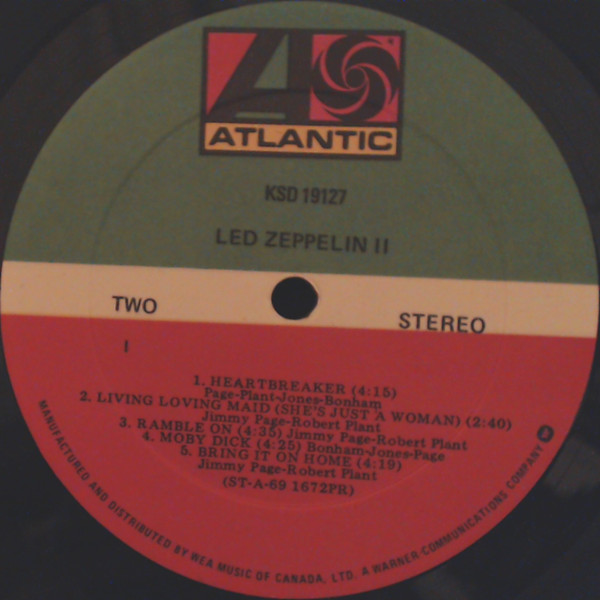 ATLANTIC
KSD 19127
LED ZEPPELIN II
TWO
STEREO
I
1. HEARTBREAKER (4:15)
Page-Plant-Jones-Bonham
2. LIVING LOVING MAID (SHE'S JUST A WOMAN) (2:40)
Jimmy Page-Robert Plant
3. RAMBLE ON (4:35) Jimmy Page-Robert Plant
4. MOBY DICK (4:25) Bonham-Jones-Page
5. BRING IT ON HOME (4:19)
Jimmy Page-Robert Plant
(ST-A-69 1672PR)
MANUFACTURED AND DISTRIBUTED BY WEA MUSIC OF CANADA, LTD. A WARNER-COMMUNICATIONS COMPANY